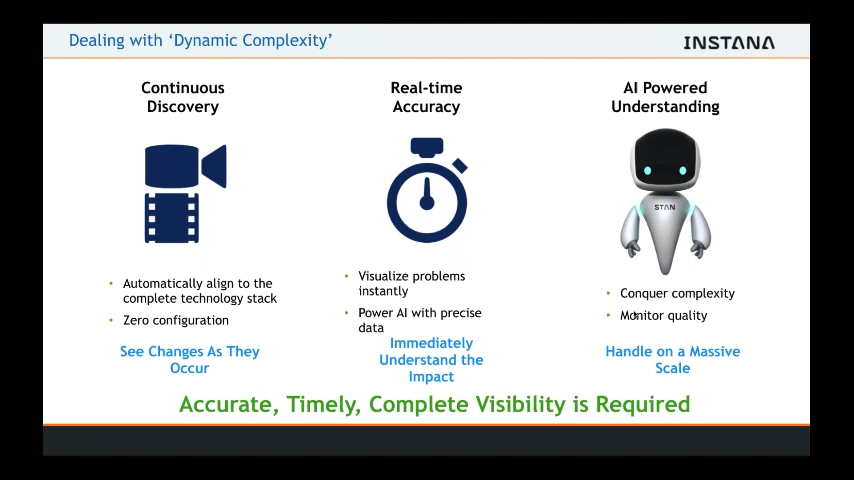 Dealing with ‘Dynamic Complexity’
INSTANA
Continuous
Discovery
• Automatically align to the
complete technology stack
• Zero configuration
See Changes As They
Occur
Real-time
Accuracy
• Visualize problems
instantly
• Power AI with precise
data
Immediately
Understand the
Impact
AI Powered
Understanding
STAN
• Conquer complexity
• Monitor quality
Handle on a Massive
Scale
Accurate, Timely, Complete Visibility is Required